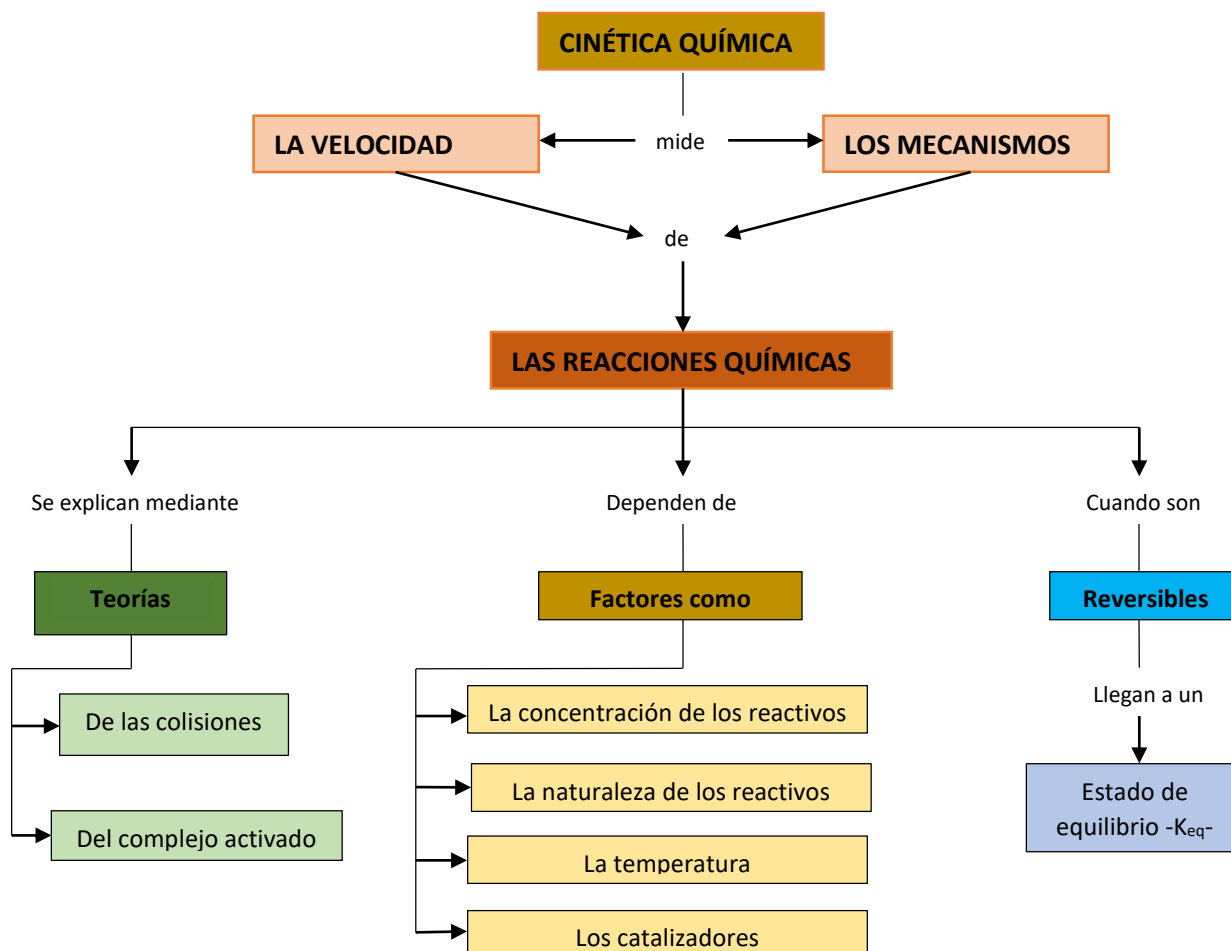 CINÉTICA QUÍMICA
LA VELOCIDAD
mide
LOS MECANISMOS
de
LAS REACCIONES QUÍMICAS
Se explican mediante
Dependen de
Cuando son
Teorías
Factores como
Reversibles
De las colisiones
Del complejo activado
La concentración de los reactivos
La naturaleza de los reactivos
La temperatura
Los catalizadores
Llegan a un
Estado de
equilibrio -Keq-